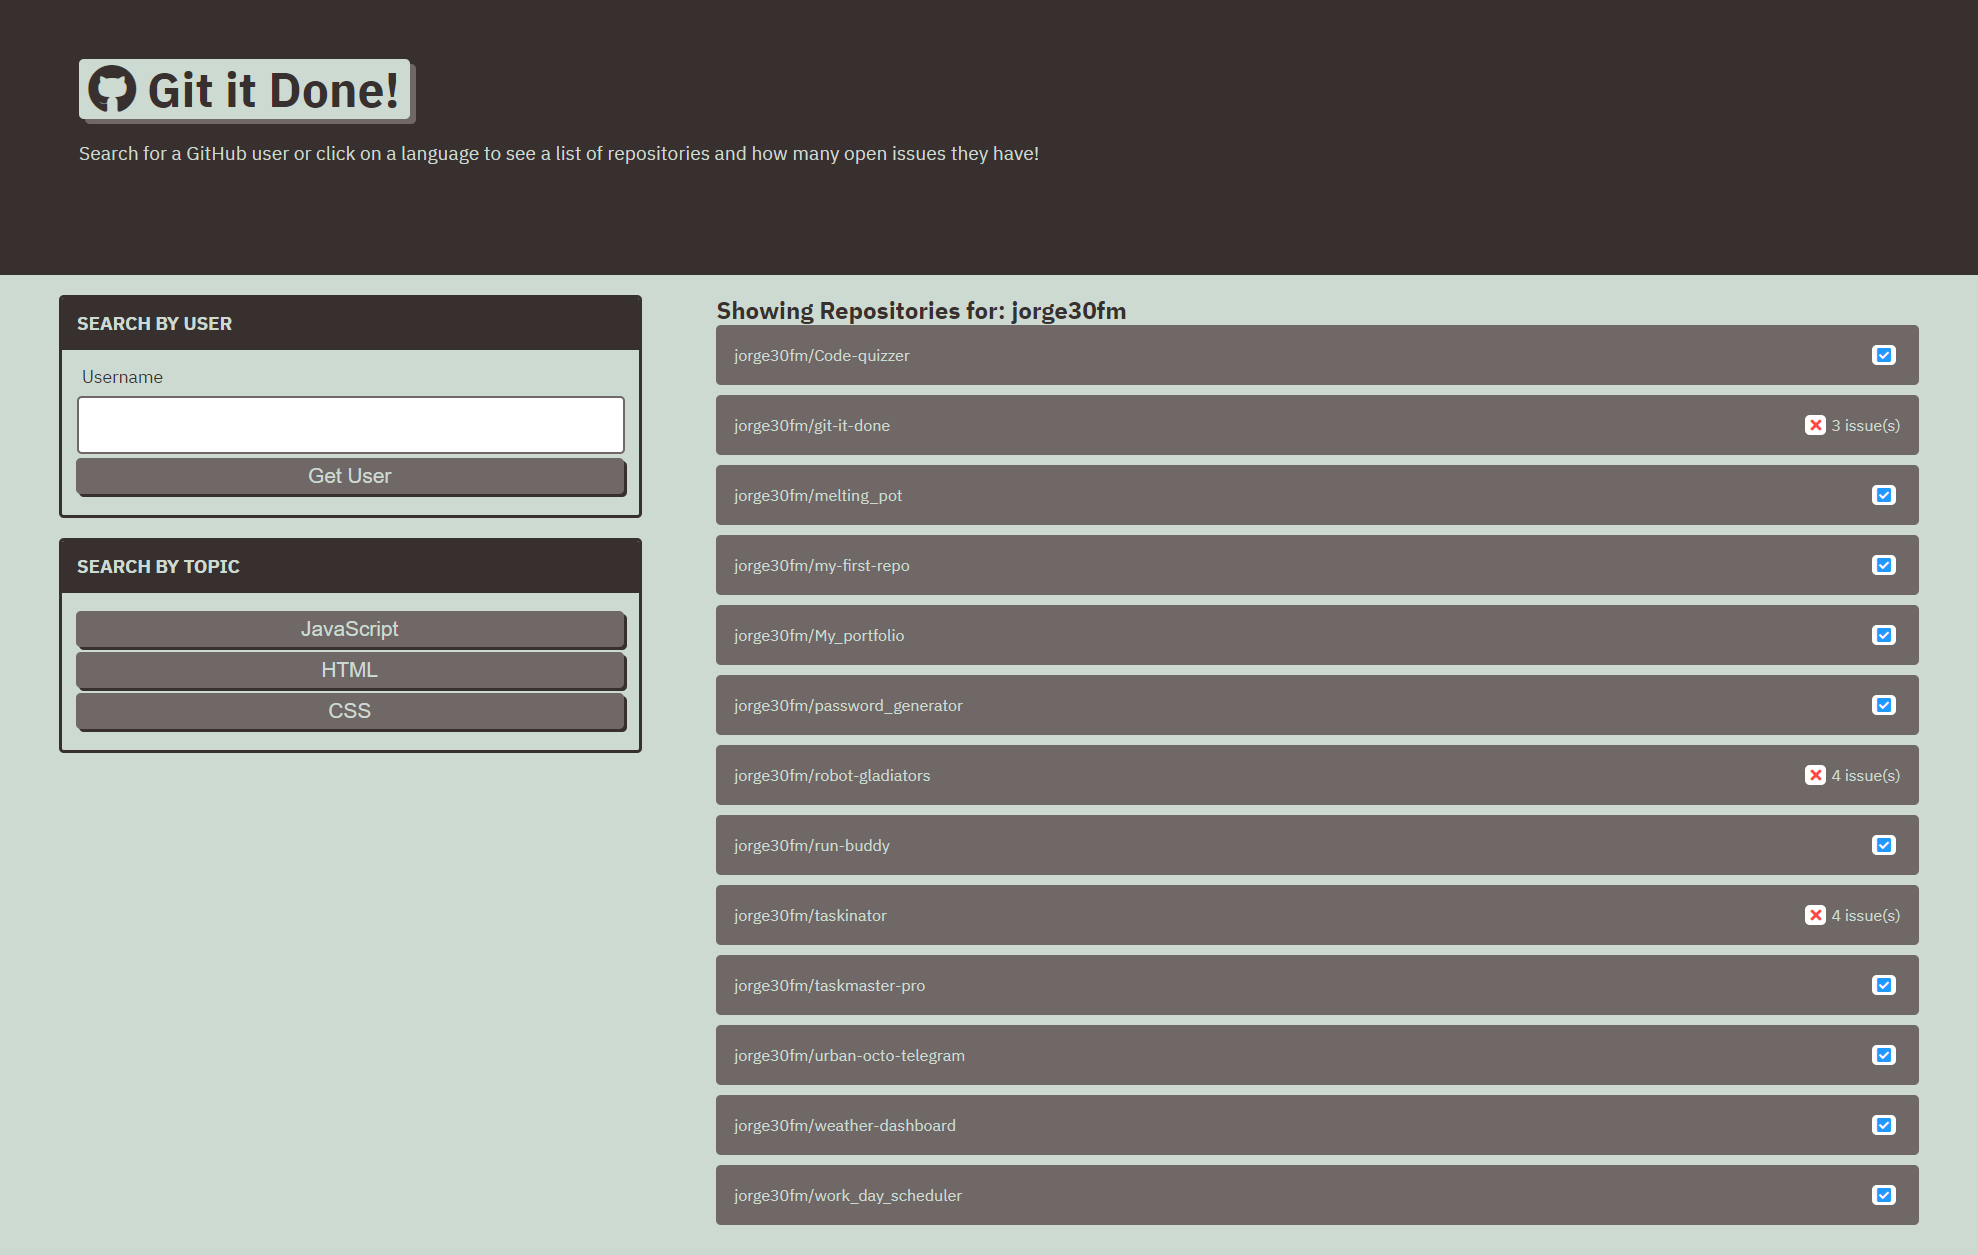 Git it Done!
Search for a GitHub user or click on a language to see a list of repositories and how many open issues they have!
SEARCH BY USER
Username
Get User
SEARCH BY TOPIC
JavaScript
HTML
CSS
Showing Repositories for: jorge30fm
jorge30fm/Code-quizzer
jorge30fm/git-it-done 3 issue(s)
jorge30fm/melting_pot
jorge30fm/my-first-repo
jorge30fm/My_portfolio
jorge30fm/password_generator
jorge30fm/robot-gladiators 4 issue(s)
jorge30fm/run-buddy
jorge30fm/taskinator 4 issue(s)
jorge30fm/taskmaster-pro
jorge30fm/urban-octo-telegram
jorge30fm/weather-dashboard
jorge30fm/work_day_scheduler